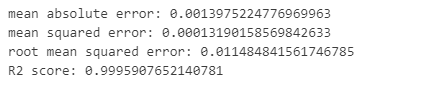 mean absolute error: 0.0013975224776969963
mean squared error: 0.00013190158569842633
root mean squared error: 0.011484841561746785
R2 score: 0.9995907652140781